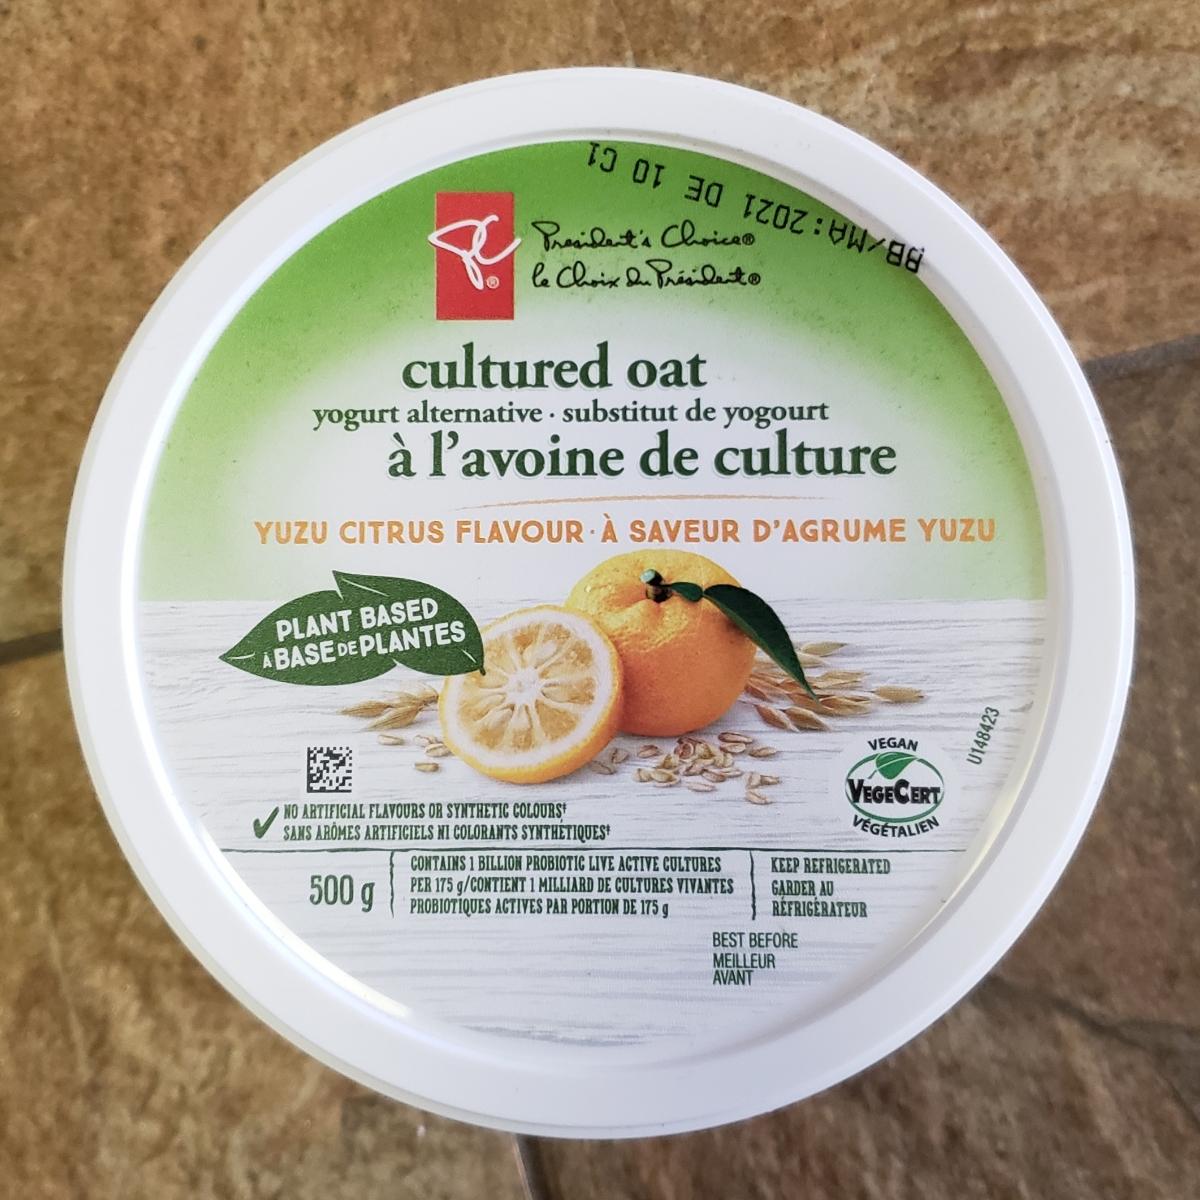 BB/MA:2021 DE 10 C1
PC®
President's Choice®
le Choix du Président®
cultured oat
yogurt alternative · substitut de yogourt
à l'avoine de culture
YUZU CITRUS FLAVOUR · À SAVEUR D'AGRUME YUZU
PLANT BASED
À BASE DE PLANTES
U148423
VEGAN
VEGECERT
VÉGÉTALIEN
NO ARTIFICIAL FLAVOURS OR SYNTHETIC COLOURS‡
SANS ARÔMES ARTIFICIELS NI COLORANTS SYNTHÉTIQUES‡
500 g
CONTAINS 1 BILLION PROBIOTIC LIVE ACTIVE CULTURES
PER 175 g/CONTIENT 1 MILLIARD DE CULTURES VIVANTES
PROBIOTIQUES ACTIVES PAR PORTION DE 175 g
KEEP REFRIGERATED
GARDER AU
RÉFRIGÉRATEUR
BEST BEFORE
MEILLEUR
AVANT